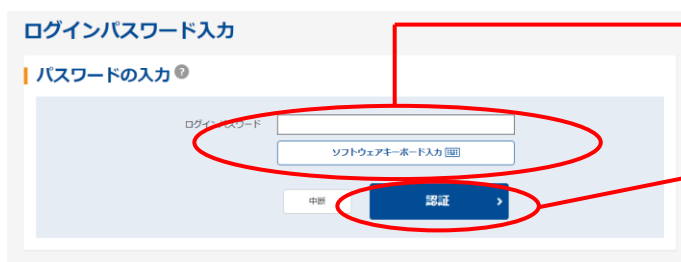 ログインパスワード入力
パスワードの入力 ?
ログインパスワード
ソフトウェアキーボード入力
中断
認証